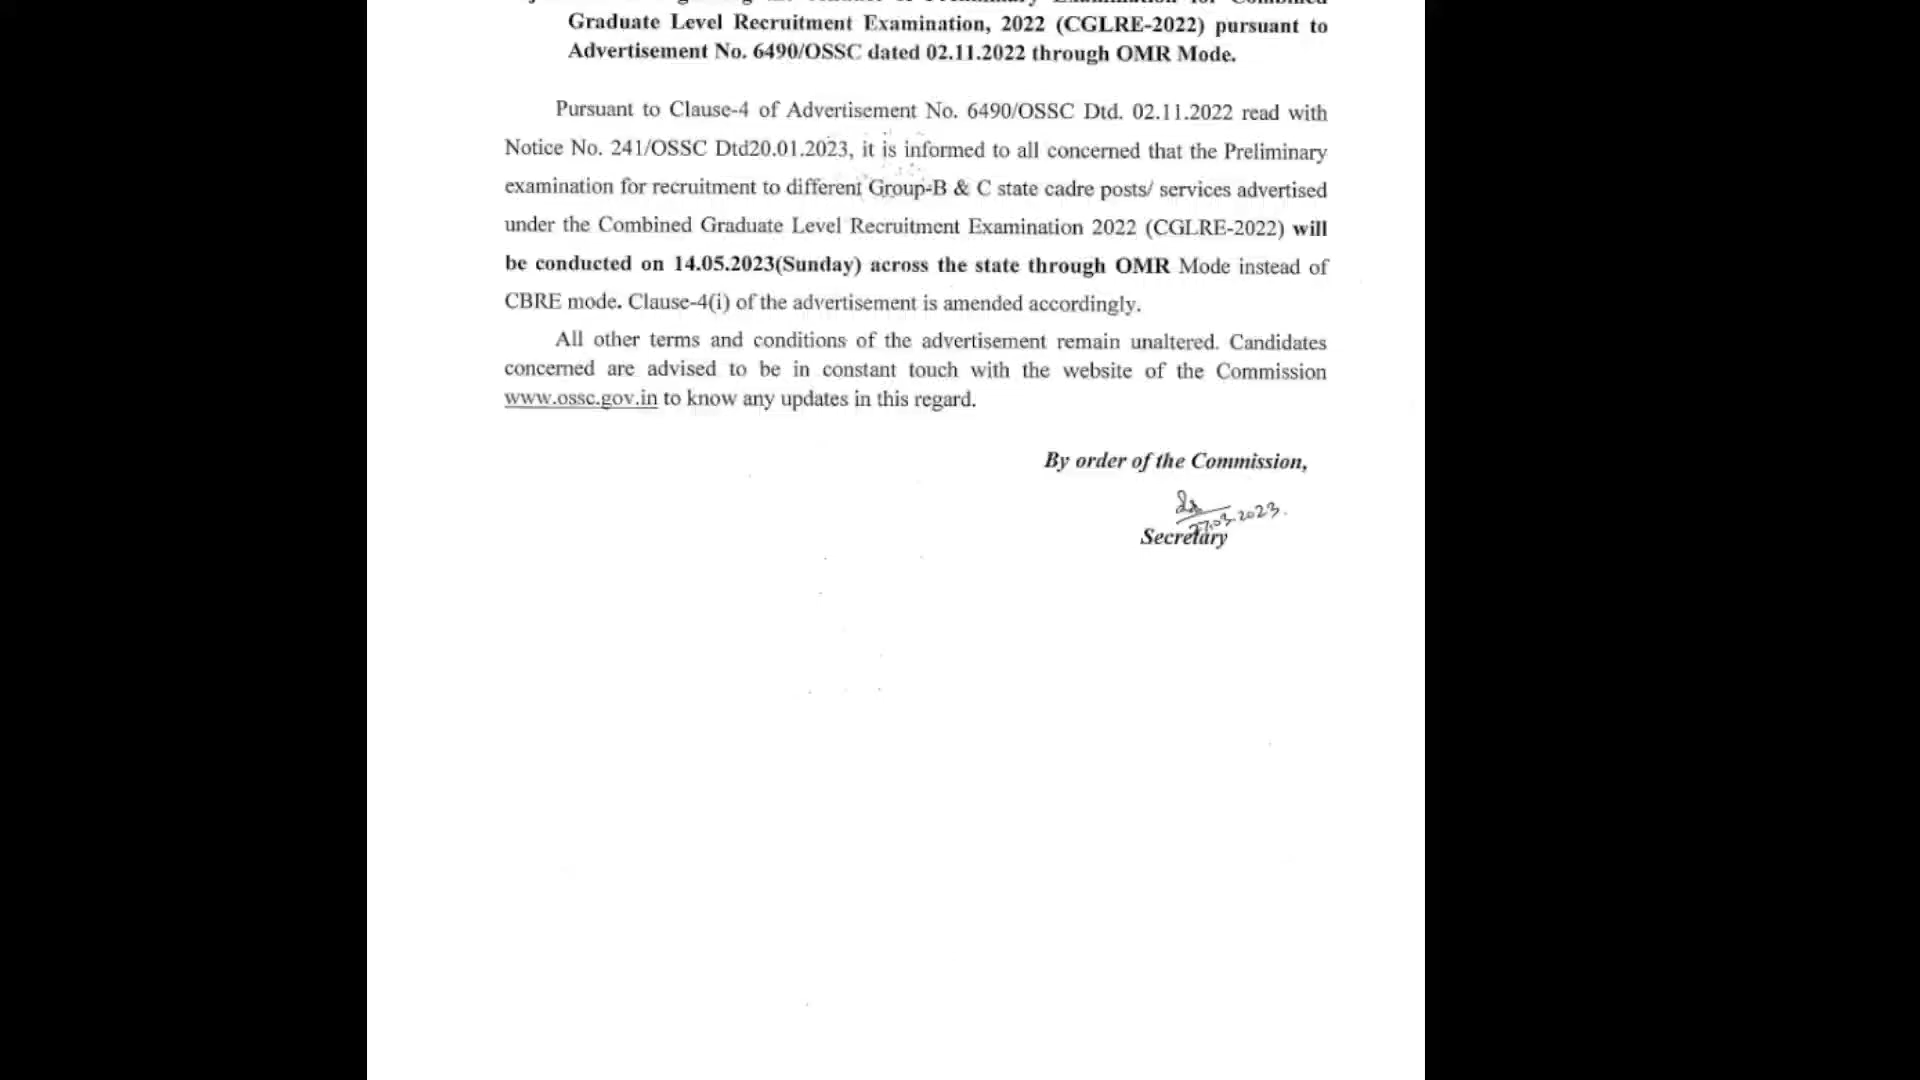 Graduate Level Recruitment Examination, 2022 (CGLRE-2022) pursuant to
Advertisement No. 6490/OSSC dated 02.11.2022 through OMR Mode.
Pursuant to Clause-4 of Advertisement No. 6490/OSSC Dtd. 02.11.2022 read with
Notice No. 241/OSSC Dtd20.01.2023, it is informed to all concerned that the Preliminary
examination for recruitment to different Group-B & C state cadre posts/ services advertised
under the Combined Graduate Level Recruitment Examination 2022 (CGLRE-2022) will
be conducted on 14.05.2023(Sunday) across the state through OMR Mode instead of
CBRE mode. Clause-4(i) of the advertisement is amended accordingly.
All other terms and conditions of the advertisement remain unaltered. Candidates
concerned are advised to be in constant touch with the website of the Commission
www.ossc.gov.in to know any updates in this regard.
By order of the Commission,
27.03.2023.
Secretary